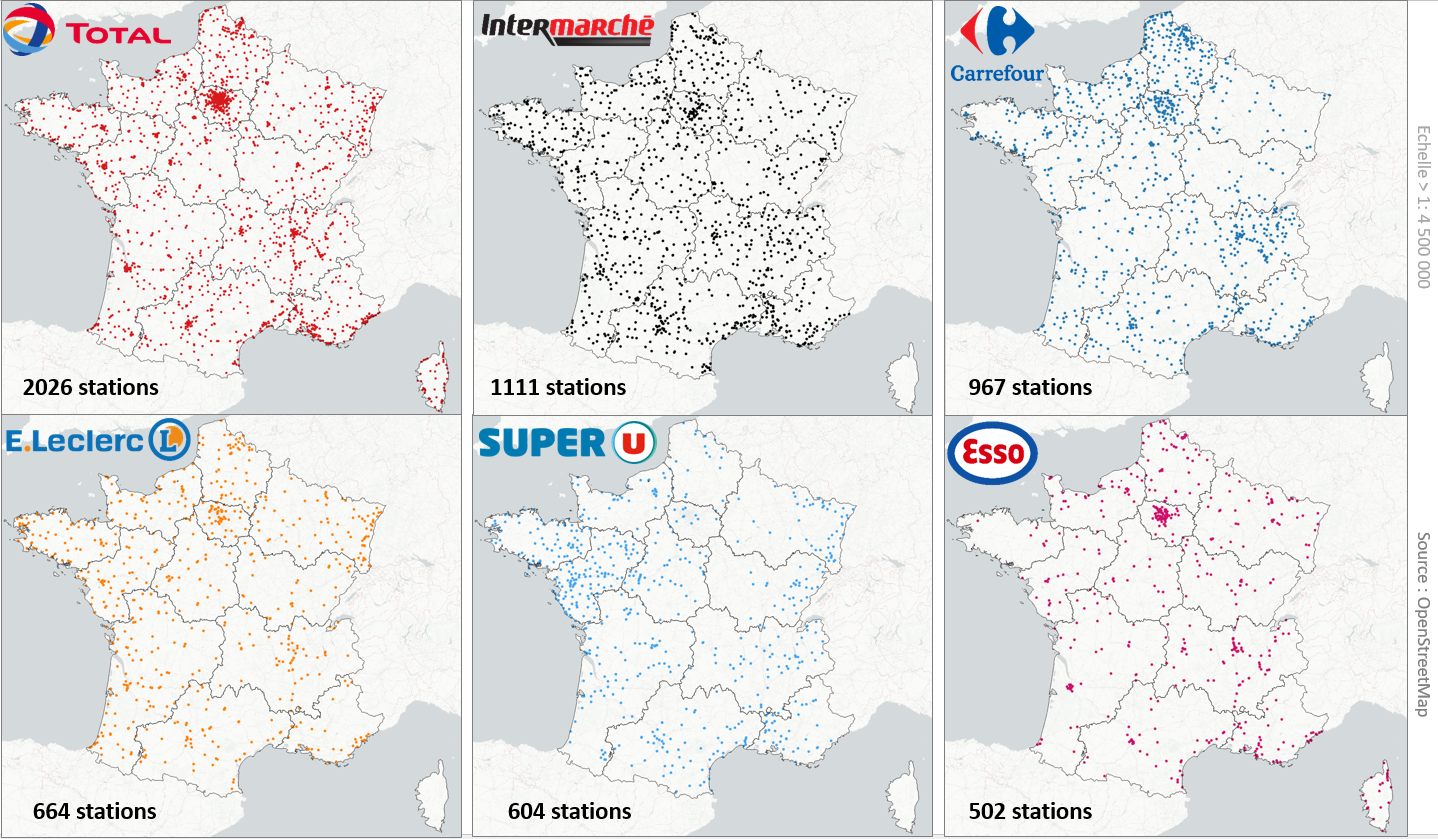 TOTAL
Intermarché
Carrefour
2026 stations
1111 stations
967 stations
E.Leclerc L
SUPER U
Esso
664 stations
604 stations
502 stations
Echelle > 1: 4 500 000
Source : OpenStreetMap